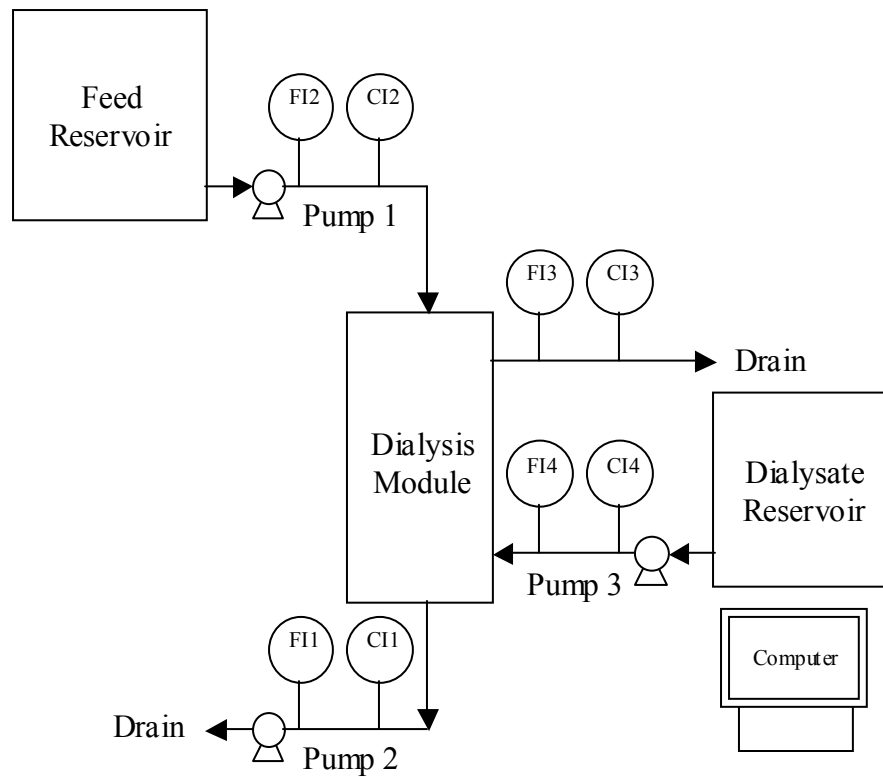 Feed
Reservoir
FI2
CI2
Pump 1
FI3
CI3
Drain
Dialysis
Module
FI4
CI4
Dialysate
Reservoir
Pump 3
FI1
CI1
Computer
Drain
Pump 2